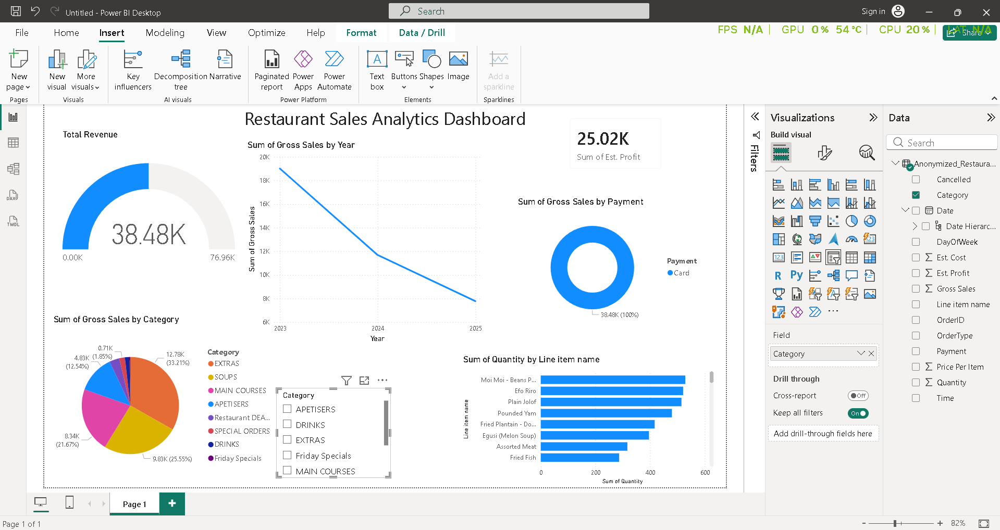 Untitled - Power BI Desktop
Search
Sign in
File Home Insert Modeling View Optimize Help Format Data / Drill
FPS N/A GPU 0 % 54 °C CPU 20 % LAT N/A
Share
New page
New visual
More visuals
Key influencers
Decomposition tree
Narrative
Paginated report
Power Apps
Power Automate
Text box
Buttons
Shapes
Image
Add a sparkline
Pages
Visuals
AI visuals
Power Platform
Elements
Sparklines
DAX
TMDL
Restaurant Sales Analytics Dashboard
Total Revenue
38.48K
0.00K
76.96K
Sum of Gross Sales by Year
Sum of Gross Sales
20K
18K
16K
14K
12K
10K
8K
6K
2023
2024
2025
Year
25.02K
Sum of Est. Profit
Sum of Gross Sales by Payment
Payment
Card
38.48K (100%)
Sum of Gross Sales by Category
0.71K
(1.85%)
4.83K
(12.54%)
12.78K
(33.21%)
8.34K
(21.67%)
9.83K (25.55%)
Category
EXTRAS
SOUPS
MAIN COURSES
APETISERS
Restaurant DEA...
SPECIAL ORDERS
DRINKS
Friday Specials
Category
APETISERS
DRINKS
EXTRAS
Friday Specials
MAIN COURSES
Sum of Quantity by Line item name
Line item name
Moi Moi - Beans P...
Efo Riro
Plain Jolof
Pounded Yam
Fried Plantain - Do...
Egusi (Melon Soup)
Assorted Meat
Fried Fish
0
200
400
600
Sum of Quantity
Filters
Visualizations
Build visual
123
123
R
Py
Field
Category
Drill through
Cross-report
Off
Keep all filters
On
Add drill-through fields here
Data
Search
Anonymized_Restaura...
Cancelled
Category
Date
Date Hierarc...
DayOfWeek
Est. Cost
Est. Profit
Gross Sales
Line item name
OrderID
OrderType
Payment
Price Per Item
Quantity
Time
Page 1
Page 1 of 1
82%